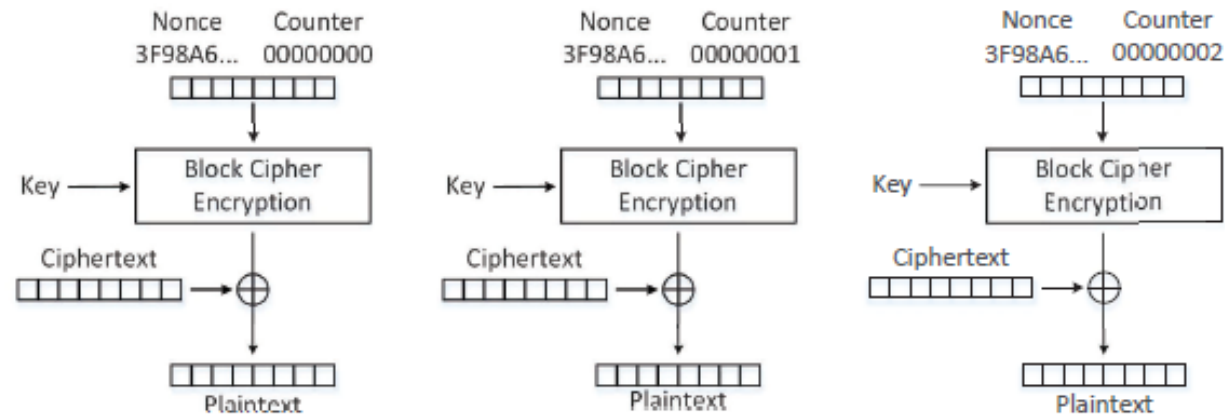 Nonce Counter
3F98A6... 00000000
Key
Block Cipher
Encryption
Ciphertext
Plaintext
Nonce Counter
3F98A6... 00000001
Key
Block Cipher
Encryption
Ciphertext
Plaintext
Nonce Counter
3F98A6... 00000002
Key
Block Cipher
Encryption
Ciphertext
Plaintext